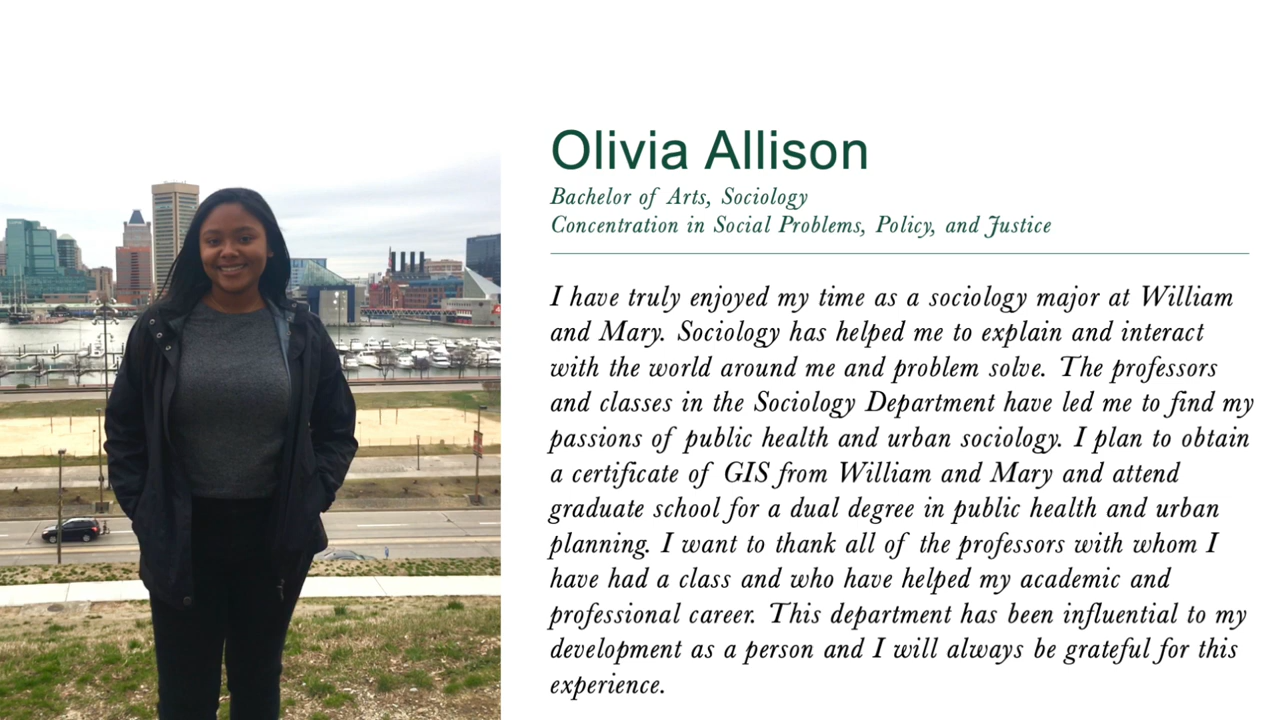 Olivia Allison
Bachelor of Arts, Sociology
Concentration in Social Problems, Policy, and Justice
I have truly enjoyed my time as a sociology major at William
and Mary. Sociology has helped me to explain and interact
with the world around me and problem solve. The professors
and classes in the Sociology Department have led me to find my
passions of public health and urban sociology. I plan to obtain
a certificate of GIS from William and Mary and attend
graduate school for a dual degree in public health and urban
planning. I want to thank all of the professors with whom I
have had a class and who have helped my academic and
professional career. This department has been influential to my
development as a person and I will always be grateful for this
experience.